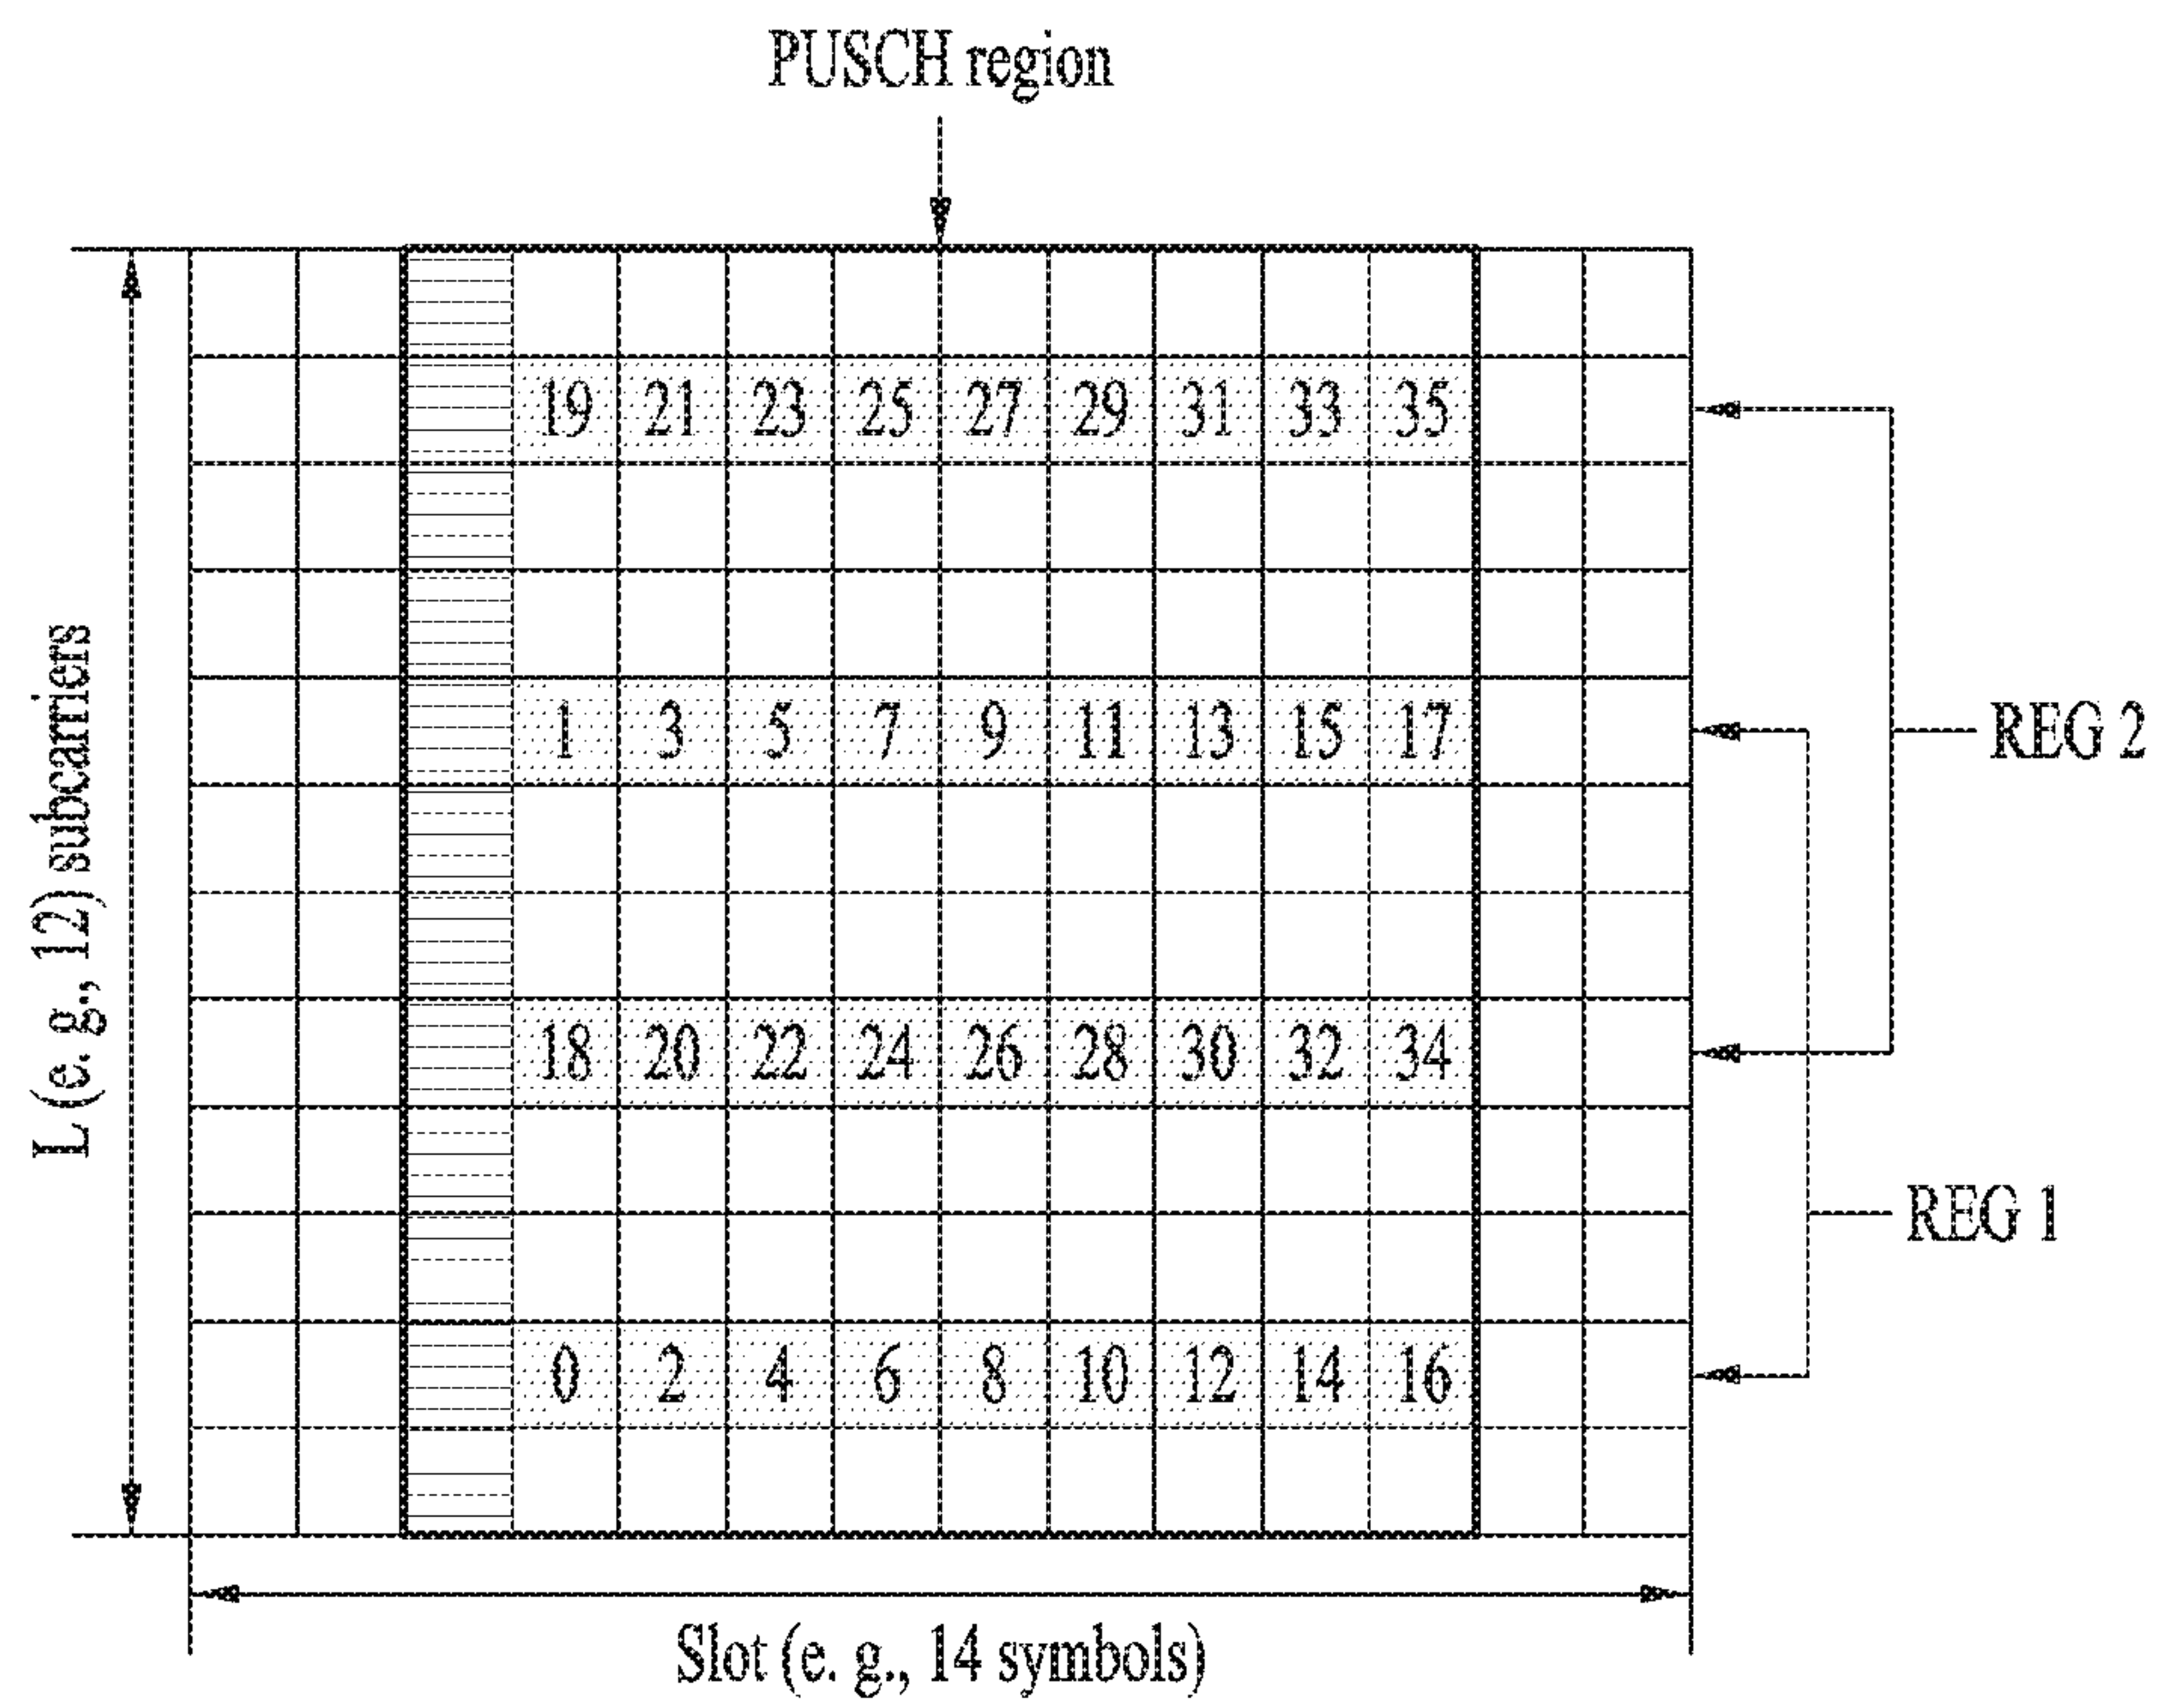 PUSCH region
19 21 23 25 27 29 31 33 35
1 3 5 7 9 11 13 15 17
18 20 22 24 26 28 30 32 34
0 2 4 6 8 10 12 14 16
L (e. g., 12) subcarriers
REG 2
REG 1
Slot (e. g., 14 symbols)